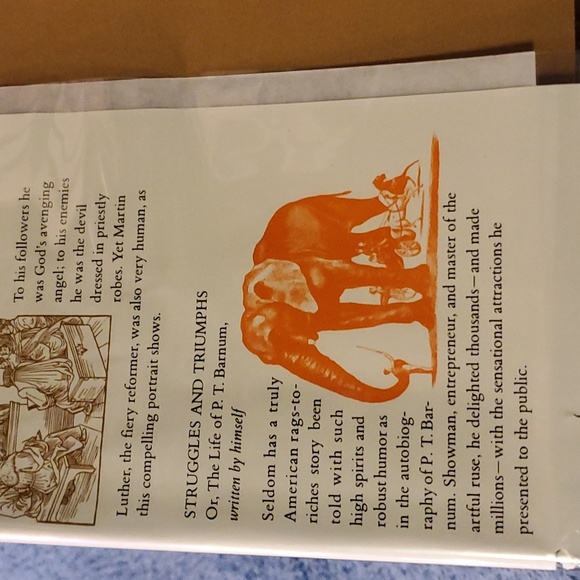 To his followers he
was God's avenging
angel; to his enemies
he was the devil
dressed in priestly
robes. Yet Martin
Luther, the fiery reformer, was also very human, as
this compelling portrait shows.
STRUGGLES AND TRIUMPHS
Or, The Life of P. T. Barnum,
written by himself
Seldom has a truly
American rags-to-
riches story been
told with such
high spirits and
robust humor as
in the autobiog-
raphy of P. T. Bar-
num. Showman, entrepreneur, and master of the
artful ruse, he delighted thousands—and made
millions—with the sensational attractions he
presented to the public.